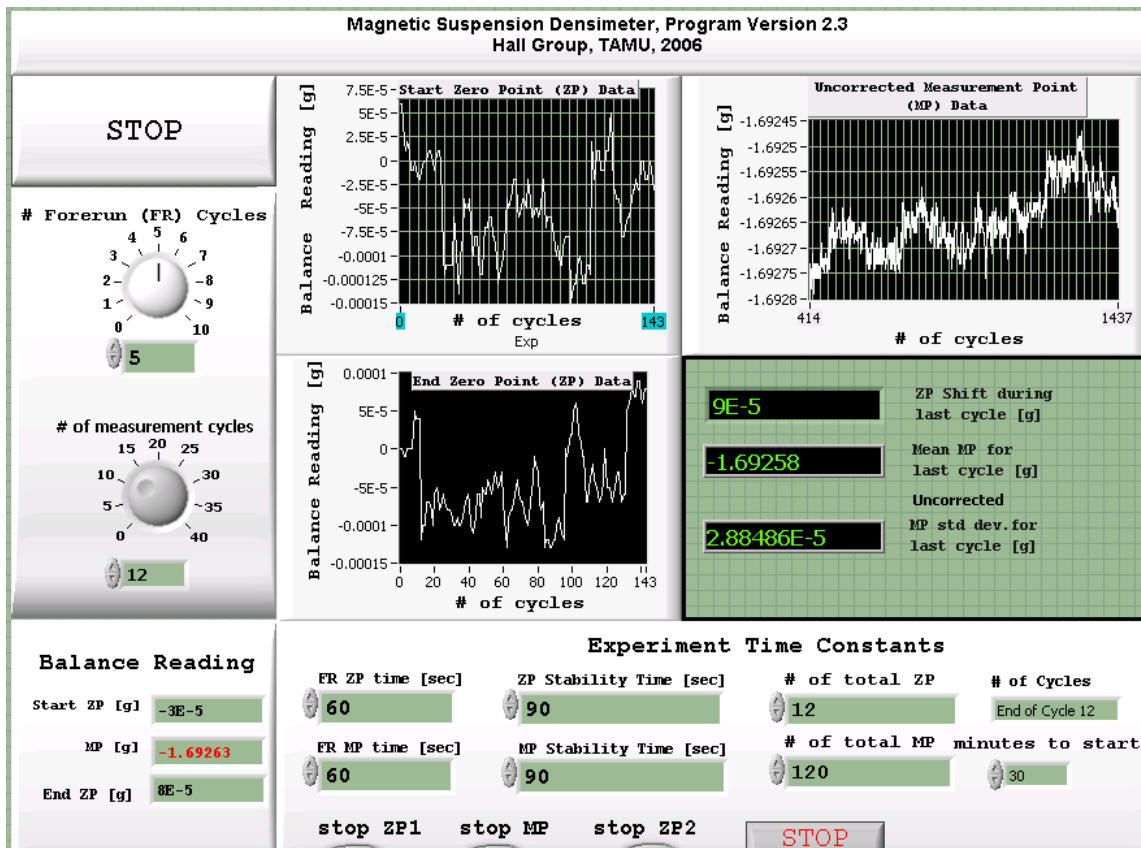 Magnetic Suspension Densimeter, Program Version 2.3
Hall Group, TAMU, 2006
STOP
# Forerun (FR) Cycles
0 1 2 3 4 5 6 7 8 9 10
5
# of measurement cycles
0 5 10 15 20 25 30 35 40
12
Start Zero Point (ZP) Data
Balance Reading [g]
7.5E-5
5E-5
2.5E-5
0
-2.5E-5
-5E-5
-7.5E-5
-0.0001
-0.000125
-0.00015
0 # of cycles 143
Exp
Uncorrected Measurement Point
(MP) Data
Balance Reading [g]
-1.69245
-1.6925
-1.69255
-1.6926
-1.69265
-1.6927
-1.69275
-1.6928
414 1437
# of cycles
End Zero Point (ZP) Data
Balance Reading [g]
0.0001
5E-5
0
-5E-5
-0.0001
-0.00015
0 20 40 60 80 100 120 143
# of cycles
9E-5
ZP Shift during
last cycle [g]
-1.69258
Mean MP for
last cycle [g]
Uncorrected
2.88486E-5
MP std dev.for
last cycle [g]
Balance Reading
Start ZP [g] -3E-5
MP [g] -1.69263
End ZP [g] 8E-5
Experiment Time Constants
FR ZP time [sec] ZP Stability Time [sec] # of total ZP # of Cycles
60 90 12 End of Cycle 12
FR MP time [sec] MP Stability Time [sec] # of total MP minutes to start
60 90 120 30
stop ZP1 stop MP stop ZP2 STOP